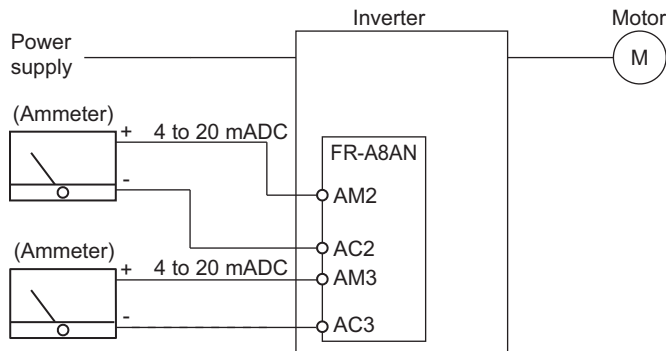 Inverter
Motor
Power
supply
M
(Ammeter)
+ 4 to 20 mADC
FR-A8AN
-
AM2
AC2
(Ammeter)
+ 4 to 20 mADC
AM3
-
AC3